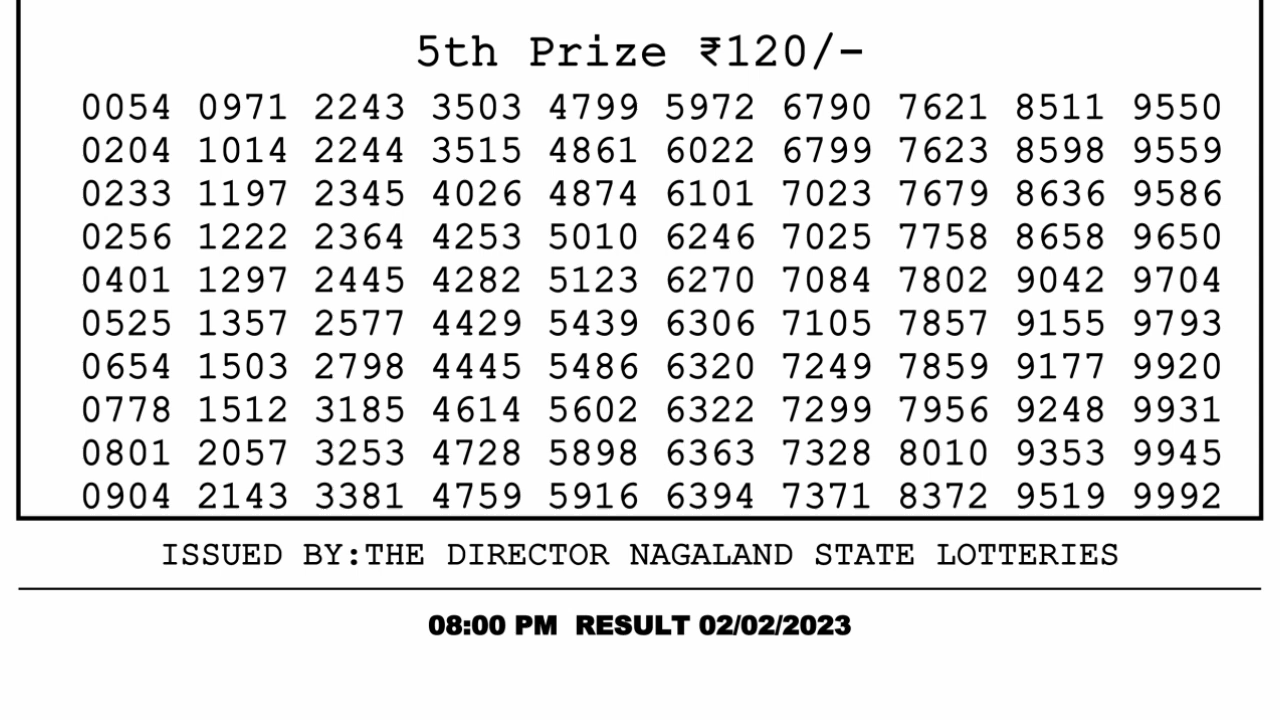 5th Prize ₹120/-
0054 0971 2243 3503 4799 5972 6790 7621 8511 9550
0204 1014 2244 3515 4861 6022 6799 7623 8598 9559
0233 1197 2345 4026 4874 6101 7023 7679 8636 9586
0256 1222 2364 4253 5010 6246 7025 7758 8658 9650
0401 1297 2445 4282 5123 6270 7084 7802 9042 9704
0525 1357 2577 4429 5439 6306 7105 7857 9155 9793
0654 1503 2798 4445 5486 6320 7249 7859 9177 9920
0778 1512 3185 4614 5602 6322 7299 7956 9248 9931
0801 2057 3253 4728 5898 6363 7328 8010 9353 9945
0904 2143 3381 4759 5916 6394 7371 8372 9519 9992
ISSUED BY:THE DIRECTOR NAGALAND STATE LOTTERIES
08:00 PM RESULT 02/02/2023